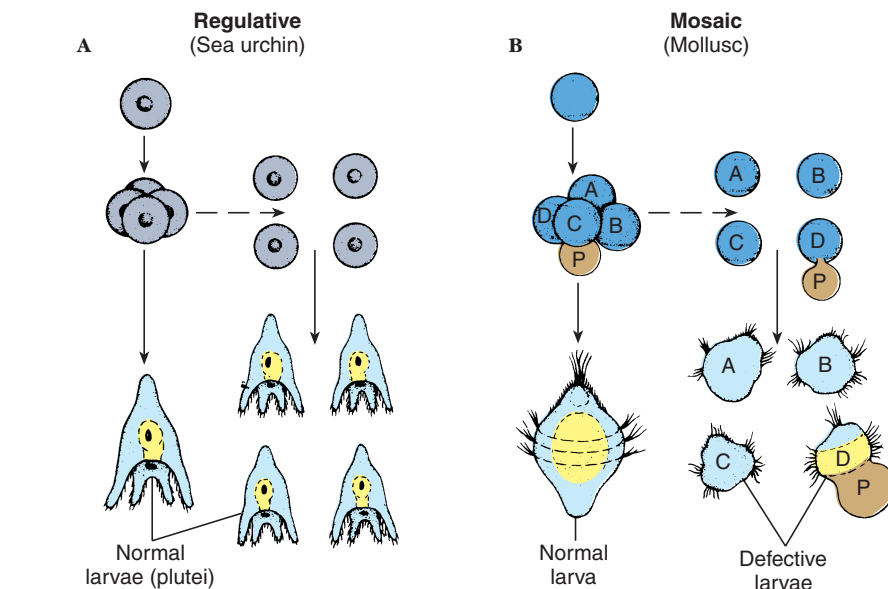 Regulative
(Sea urchin)
A
Normal
larvae (plutei)
Mosaic
(Mollusc)
B
A
D
C
B
P
A
B
C
D
P
A
B
C
D
P
Normal
larva
Defective
larvae